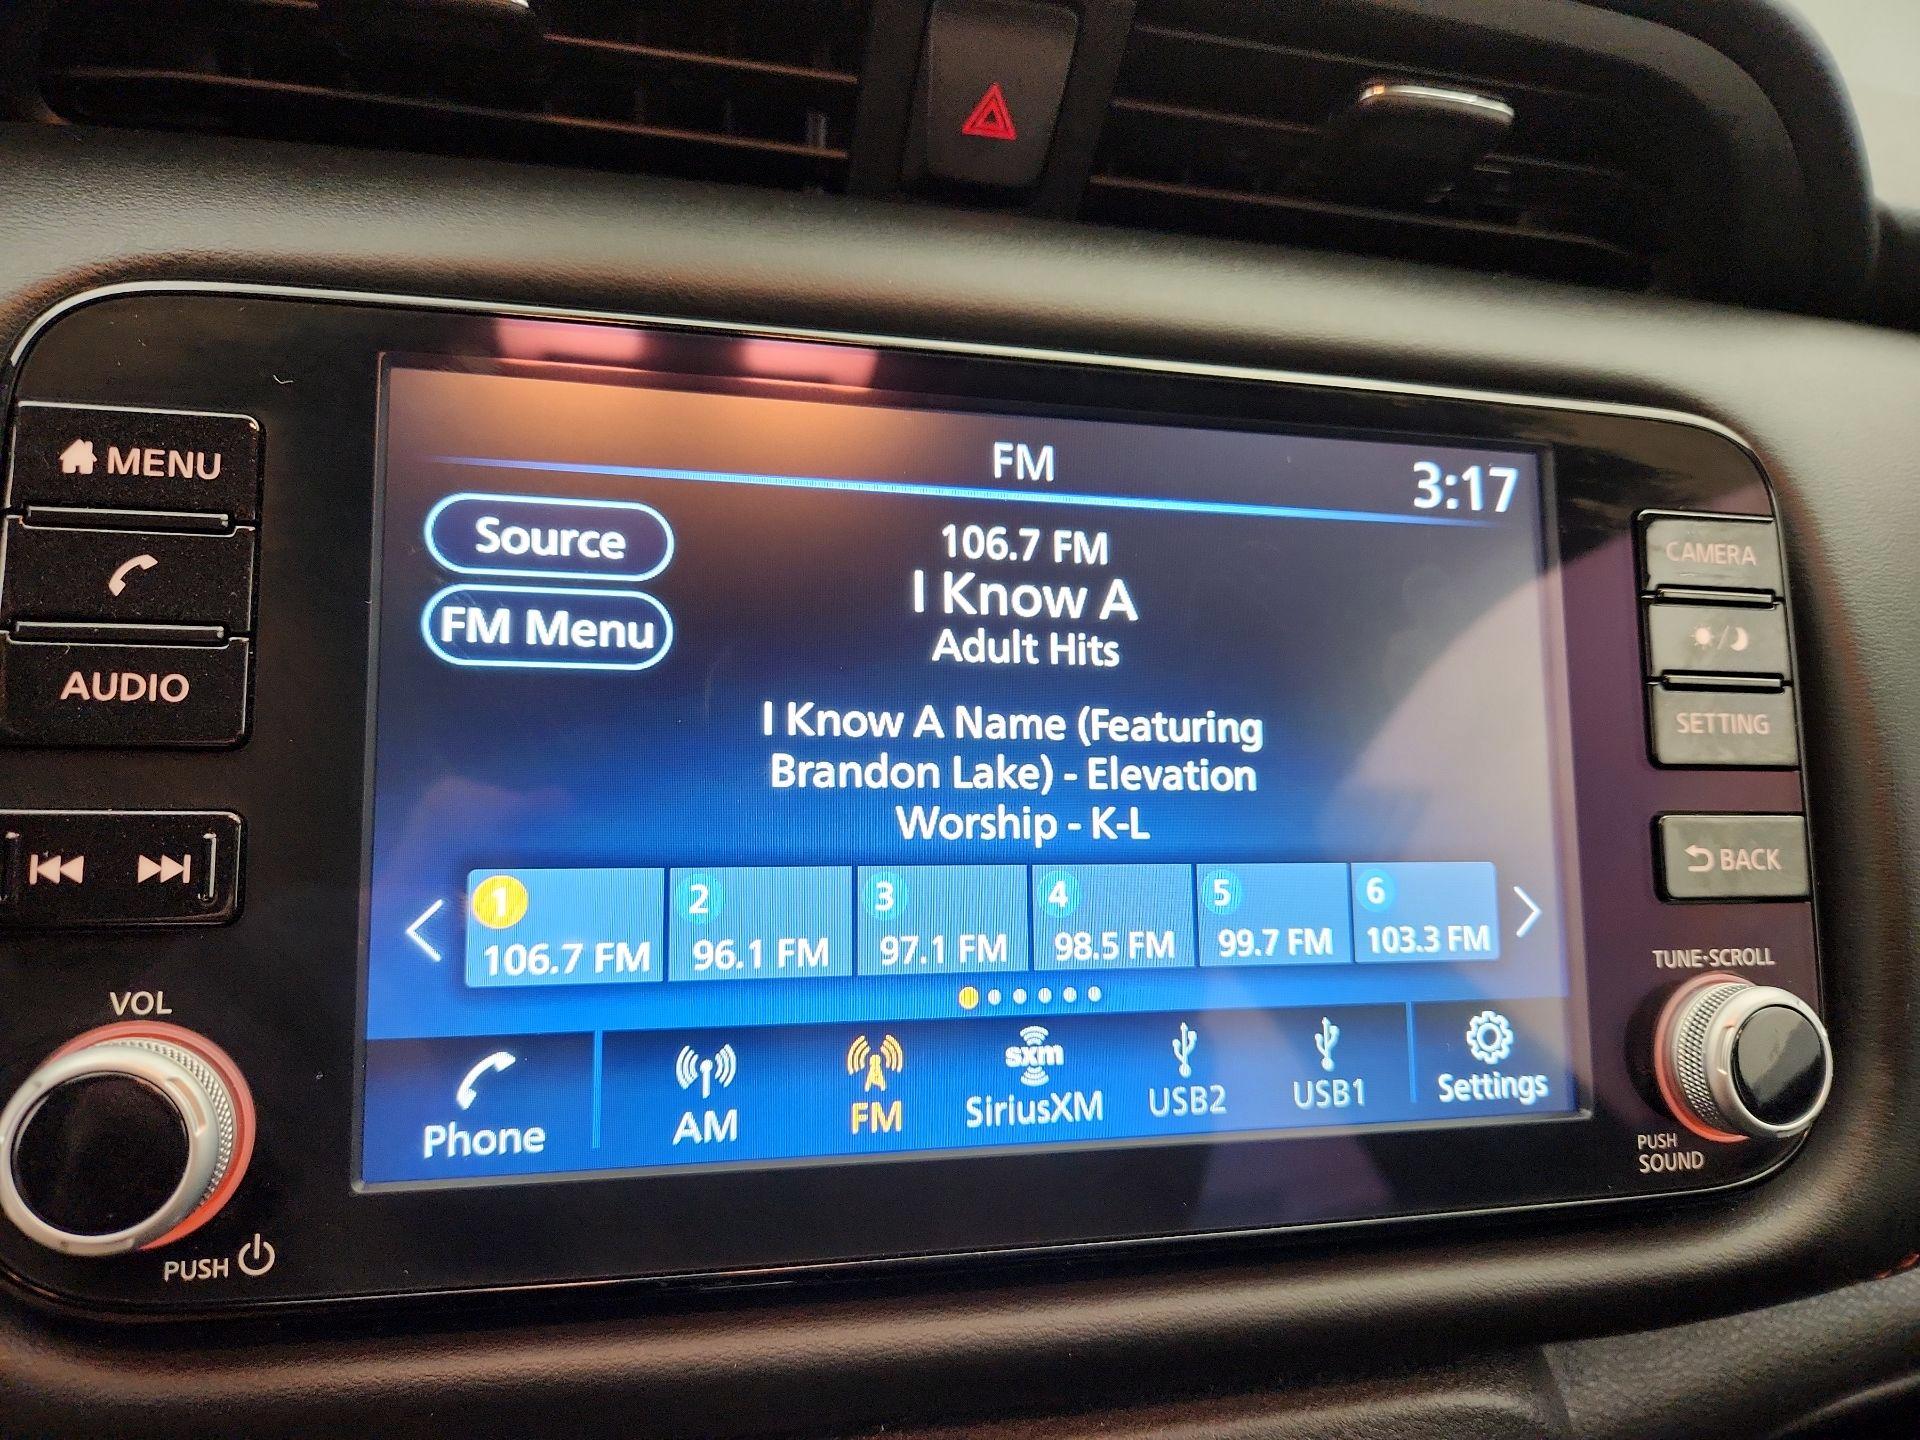 MENU
AUDIO
VOL
PUSH
FM
3:17
Source
FM Menu
106.7 FM
I Know A
Adult Hits
I Know A Name (Featuring
Brandon Lake) - Elevation
Worship - K-L
1
106.7 FM
2
96.1 FM
3
97.1 FM
4
98.5 FM
5
99.7 FM
6
103.3 FM
Phone
AM
FM
sxm
SiriusXM
USB2
USB1
Settings
CAMERA
SETTING
BACK
TUNE·SCROLL
PUSH
SOUND